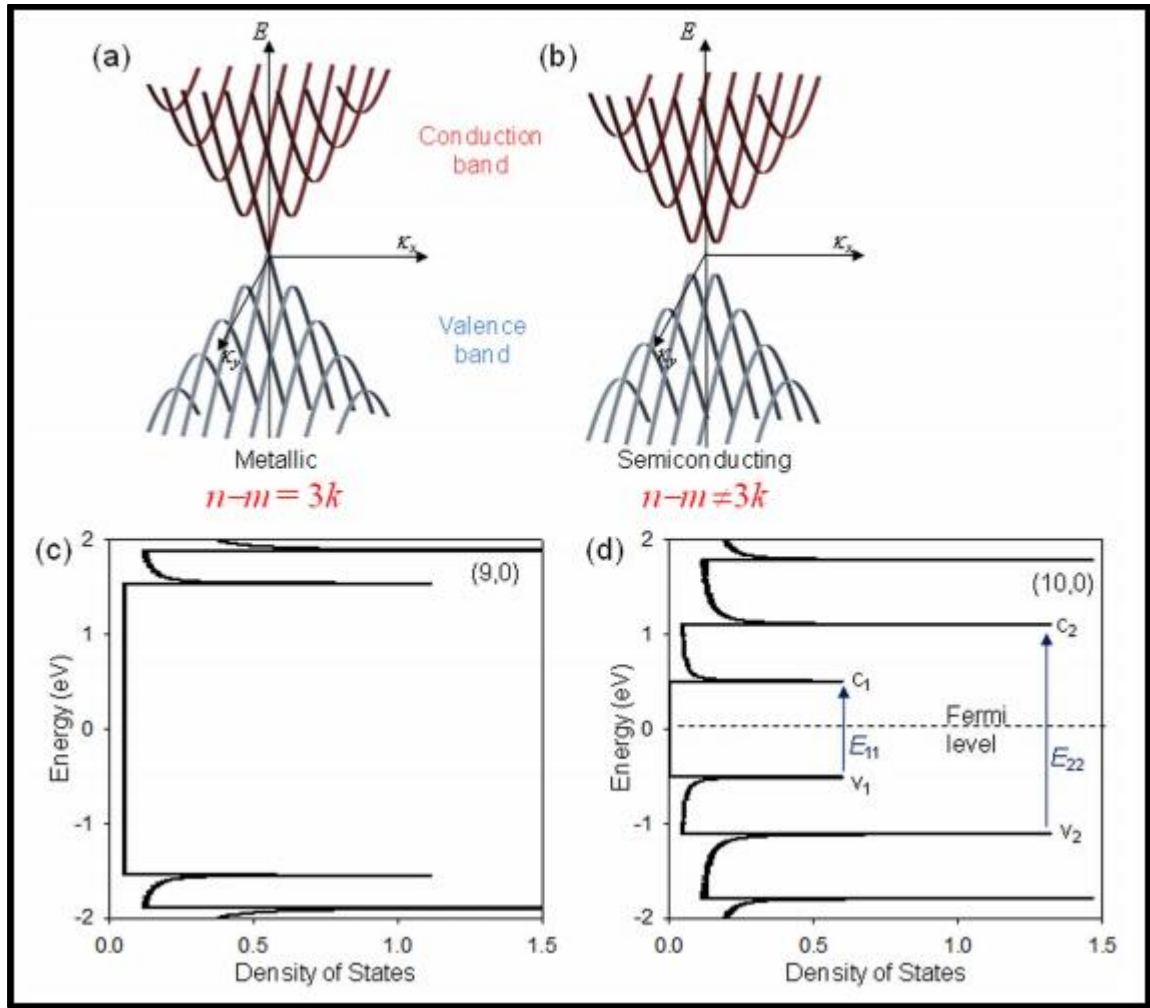 (a)
E
Conduction
band
κx
Valence
band
κy
Metallic
n–m = 3k
(b)
E
κx
κy
Semiconducting
n–m ≠ 3k
(c)
(9,0)
2
1
0
-1
-2
Energy (eV)
0.0 0.5 1.0 1.5
Density of States
(d)
(10,0)
c2
c1
Fermi
level
E11
E22
v1
v2
2
1
0
-1
-2
Energy (eV)
0.0 0.5 1.0 1.5
Density of States